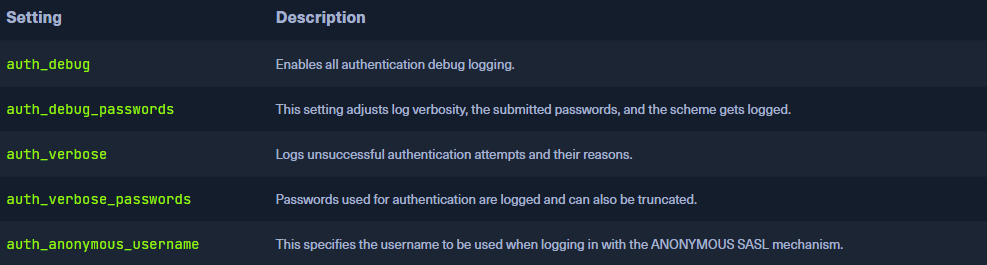 Setting Description
auth_debug Enables all authentication debug logging.
auth_debug_passwords This setting adjusts log verbosity, the submitted passwords, and the scheme gets logged.
auth_verbose Logs unsuccessful authentication attempts and their reasons.
auth_verbose_passwords Passwords used for authentication are logged and can also be truncated.
auth_anonymous_username This specifies the username to be used when logging in with the ANONYMOUS SASL mechanism.